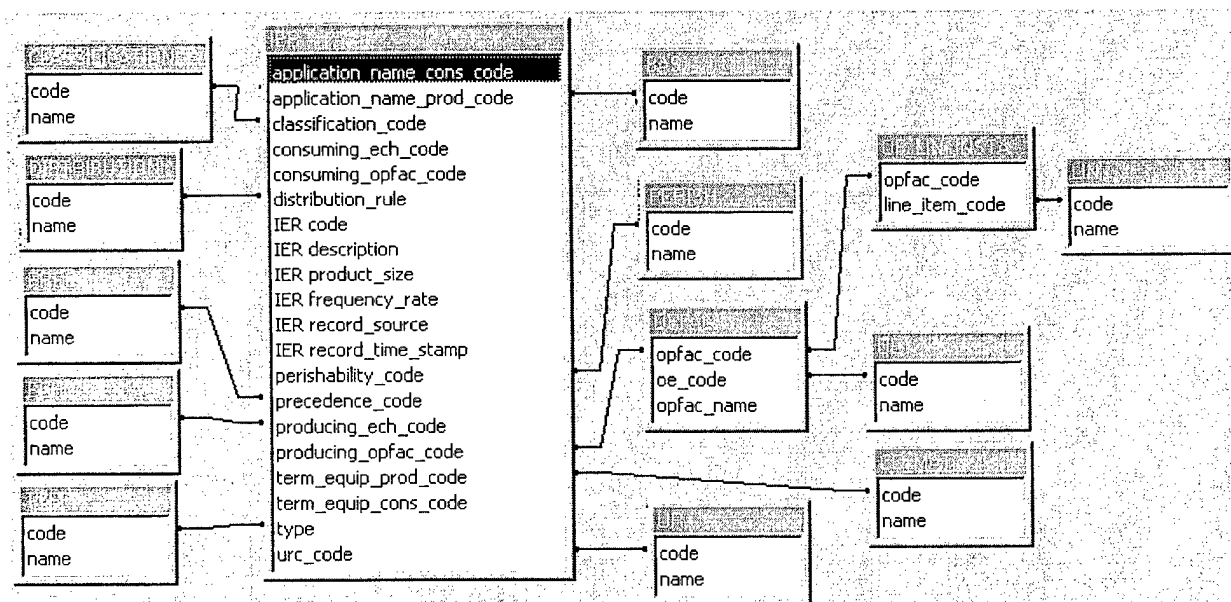 IER
application_name_cons_code
application_name_prod_code
classification_code
consuming_ech_code
consuming_opfac_code
distribution_rule
IER code
IER description
IER product_size
IER frequency_rate
IER record_source
IER record_time_stamp
perishability_code
precedence_code
producing_ech_code
producing_opfac_code
term_equip_prod_code
term_equip_cons_code
type
urc_code
code
name
code
name
code
name
code
name
code
name
code
name
code
name
opfac_code
oe_code
opfac_name
code
name
opfac_code
line_item_code
code
name
code
name
code
name